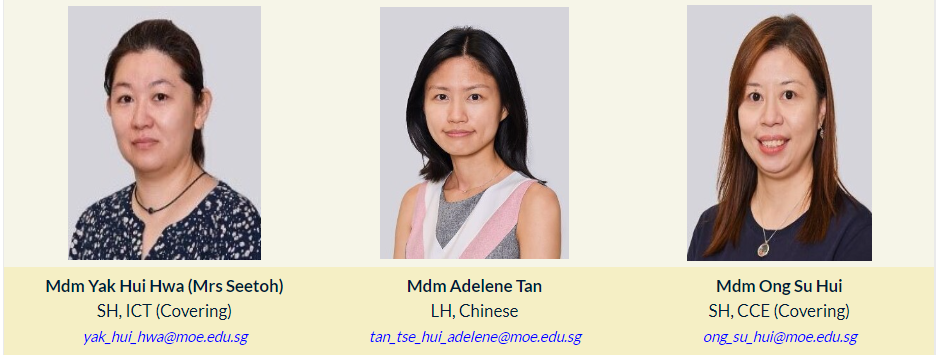 Mdm Yak Hui Hwa (Mrs Seetoh)
SH, ICT (Covering)
yak_hui_hwa@moe.edu.sg
Mdm Adelene Tan
LH, Chinese
tan_tse_hui_adelene@moe.edu.sg
Mdm Ong Su Hui
SH, CCE (Covering)
ong_su_hui@moe.edu.sg